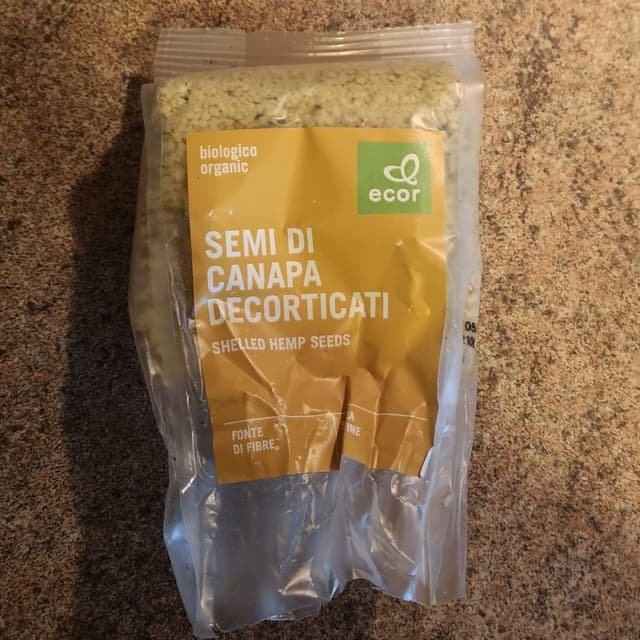 biologico
organic
ecor
SEMI DI
CANAPA
DECORTICATI
SHELLED HEMP SEEDS
FONTE
DI FIBRE